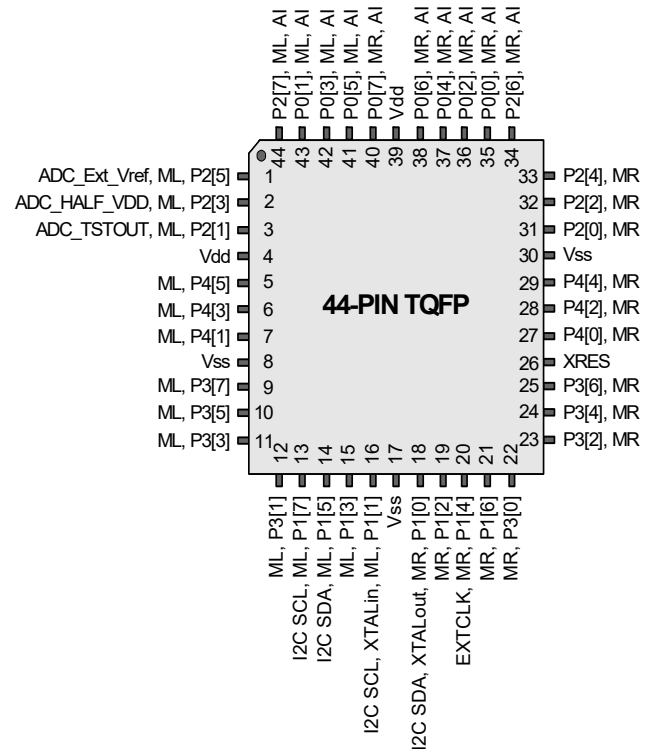 P2[7], ML, AI
P0[1], ML, AI
P0[3], ML, AI
P0[5], ML, AI
P0[7], MR, AI
Vdd
P0[6], MR, AI
P0[4], MR, AI
P0[2], MR, AI
P0[0], MR, AI
P2[6], MR, AI
44
43
42
41
40
39
38
37
36
35
34
ADC_Ext_Vref, ML, P2[5] 1
ADC_HALF_VDD, ML, P2[3] 2
ADC_TSTOUT, ML, P2[1] 3
Vdd 4
ML, P4[5] 5
ML, P4[3] 6
ML, P4[1] 7
Vss 8
ML, P3[7] 9
ML, P3[5] 10
ML, P3[3] 11
44-PIN TQFP
33 P2[4], MR
32 P2[2], MR
31 P2[0], MR
30 Vss
29 P4[4], MR
28 P4[2], MR
27 P4[0], MR
26 XRES
25 P3[6], MR
24 P3[4], MR
23 P3[2], MR
12
13
14
15
16
17
18
19
20
21
22
ML, P3[1]
I2C SCL, ML, P1[7]
I2C SDA, ML, P1[5]
ML, P1[3]
I2C SCL, XTALin, ML, P1[1]
Vss
I2C SDA, XTALout, MR, P1[0]
MR, P1[2]
EXTCLK, MR, P1[4]
MR, P1[6]
MR, P3[0]